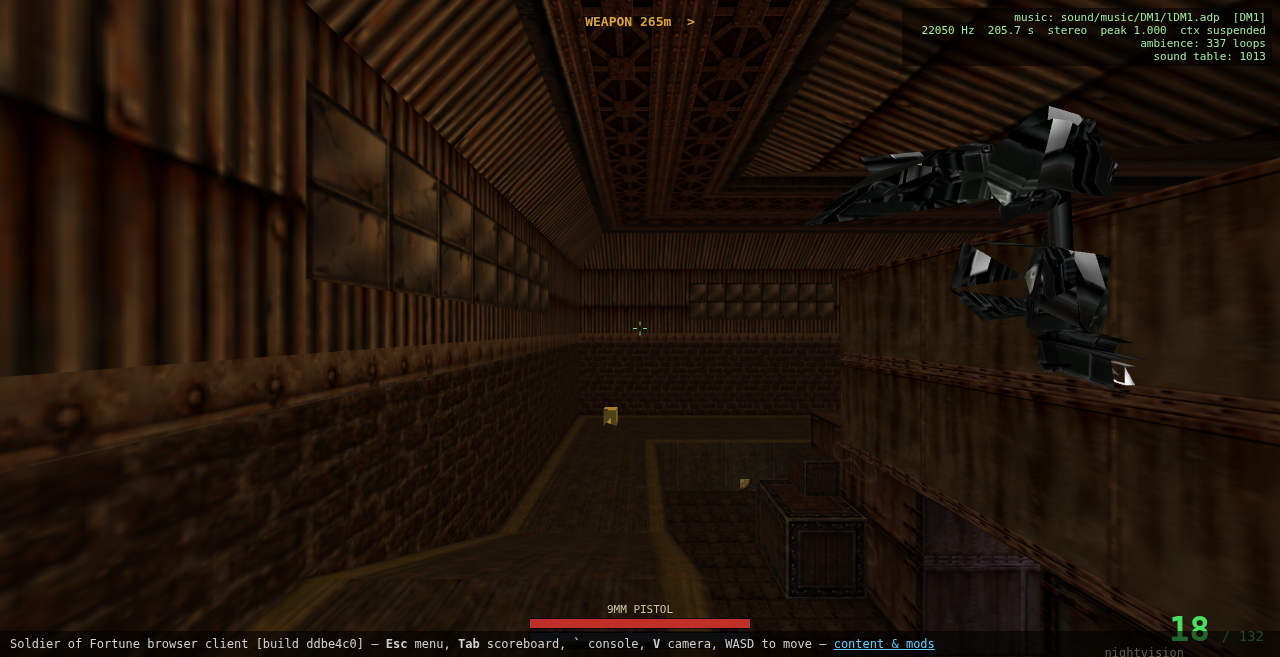 WEAPON 265m >
music: sound/music/DM1/lDM1.adp [DM1]
22050 Hz 205.7 s stereo peak 1.000 ctx suspended
ambience: 337 loops
sound table: 1013
9MM PISTOL
18 / 132
Soldier of Fortune browser client [build ddbe4c0] — Esc menu, Tab scoreboard, ` console, V camera, WASD to move — content & mods
nightvision